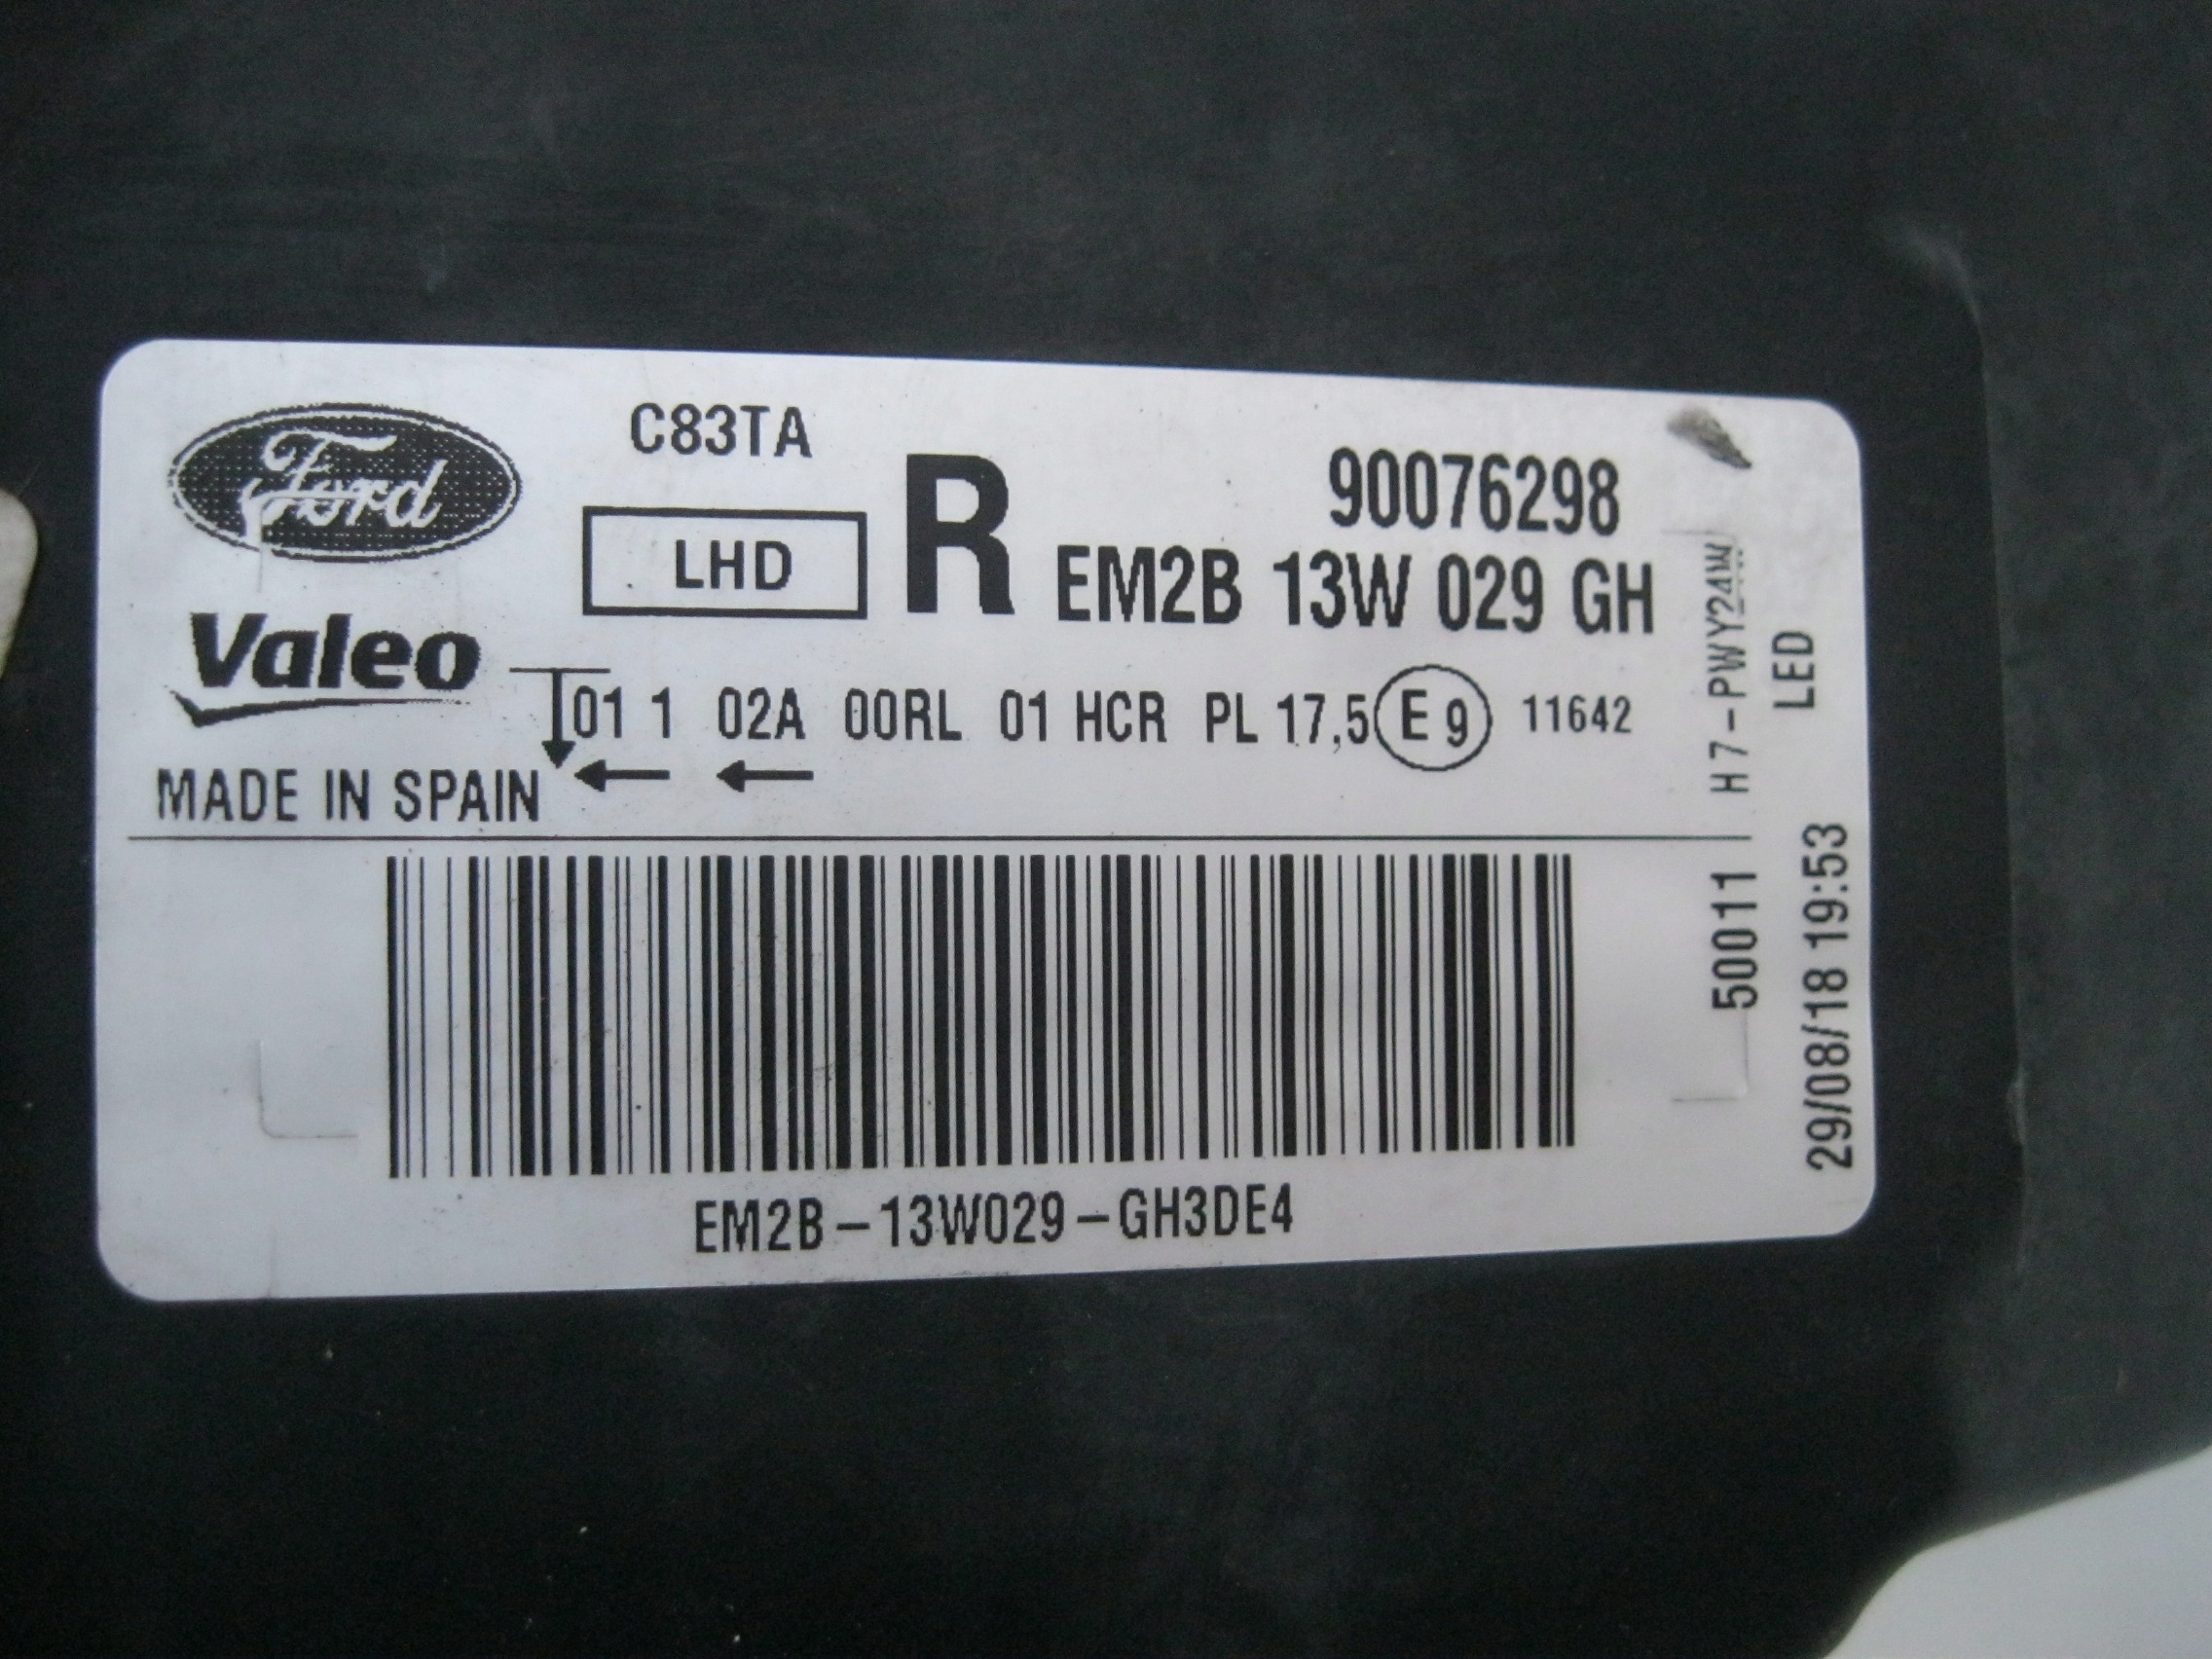 Ford
C83TA
LHD
R
90076298
EM2B 13W 029 GH
Valeo
01 1 02A 00RL 01 HCR PL 17,5 E 9 11642
MADE IN SPAIN
H7-PWY24W
LED
50011
29/08/18 19:53
EM2B-13W029-GH3DE4